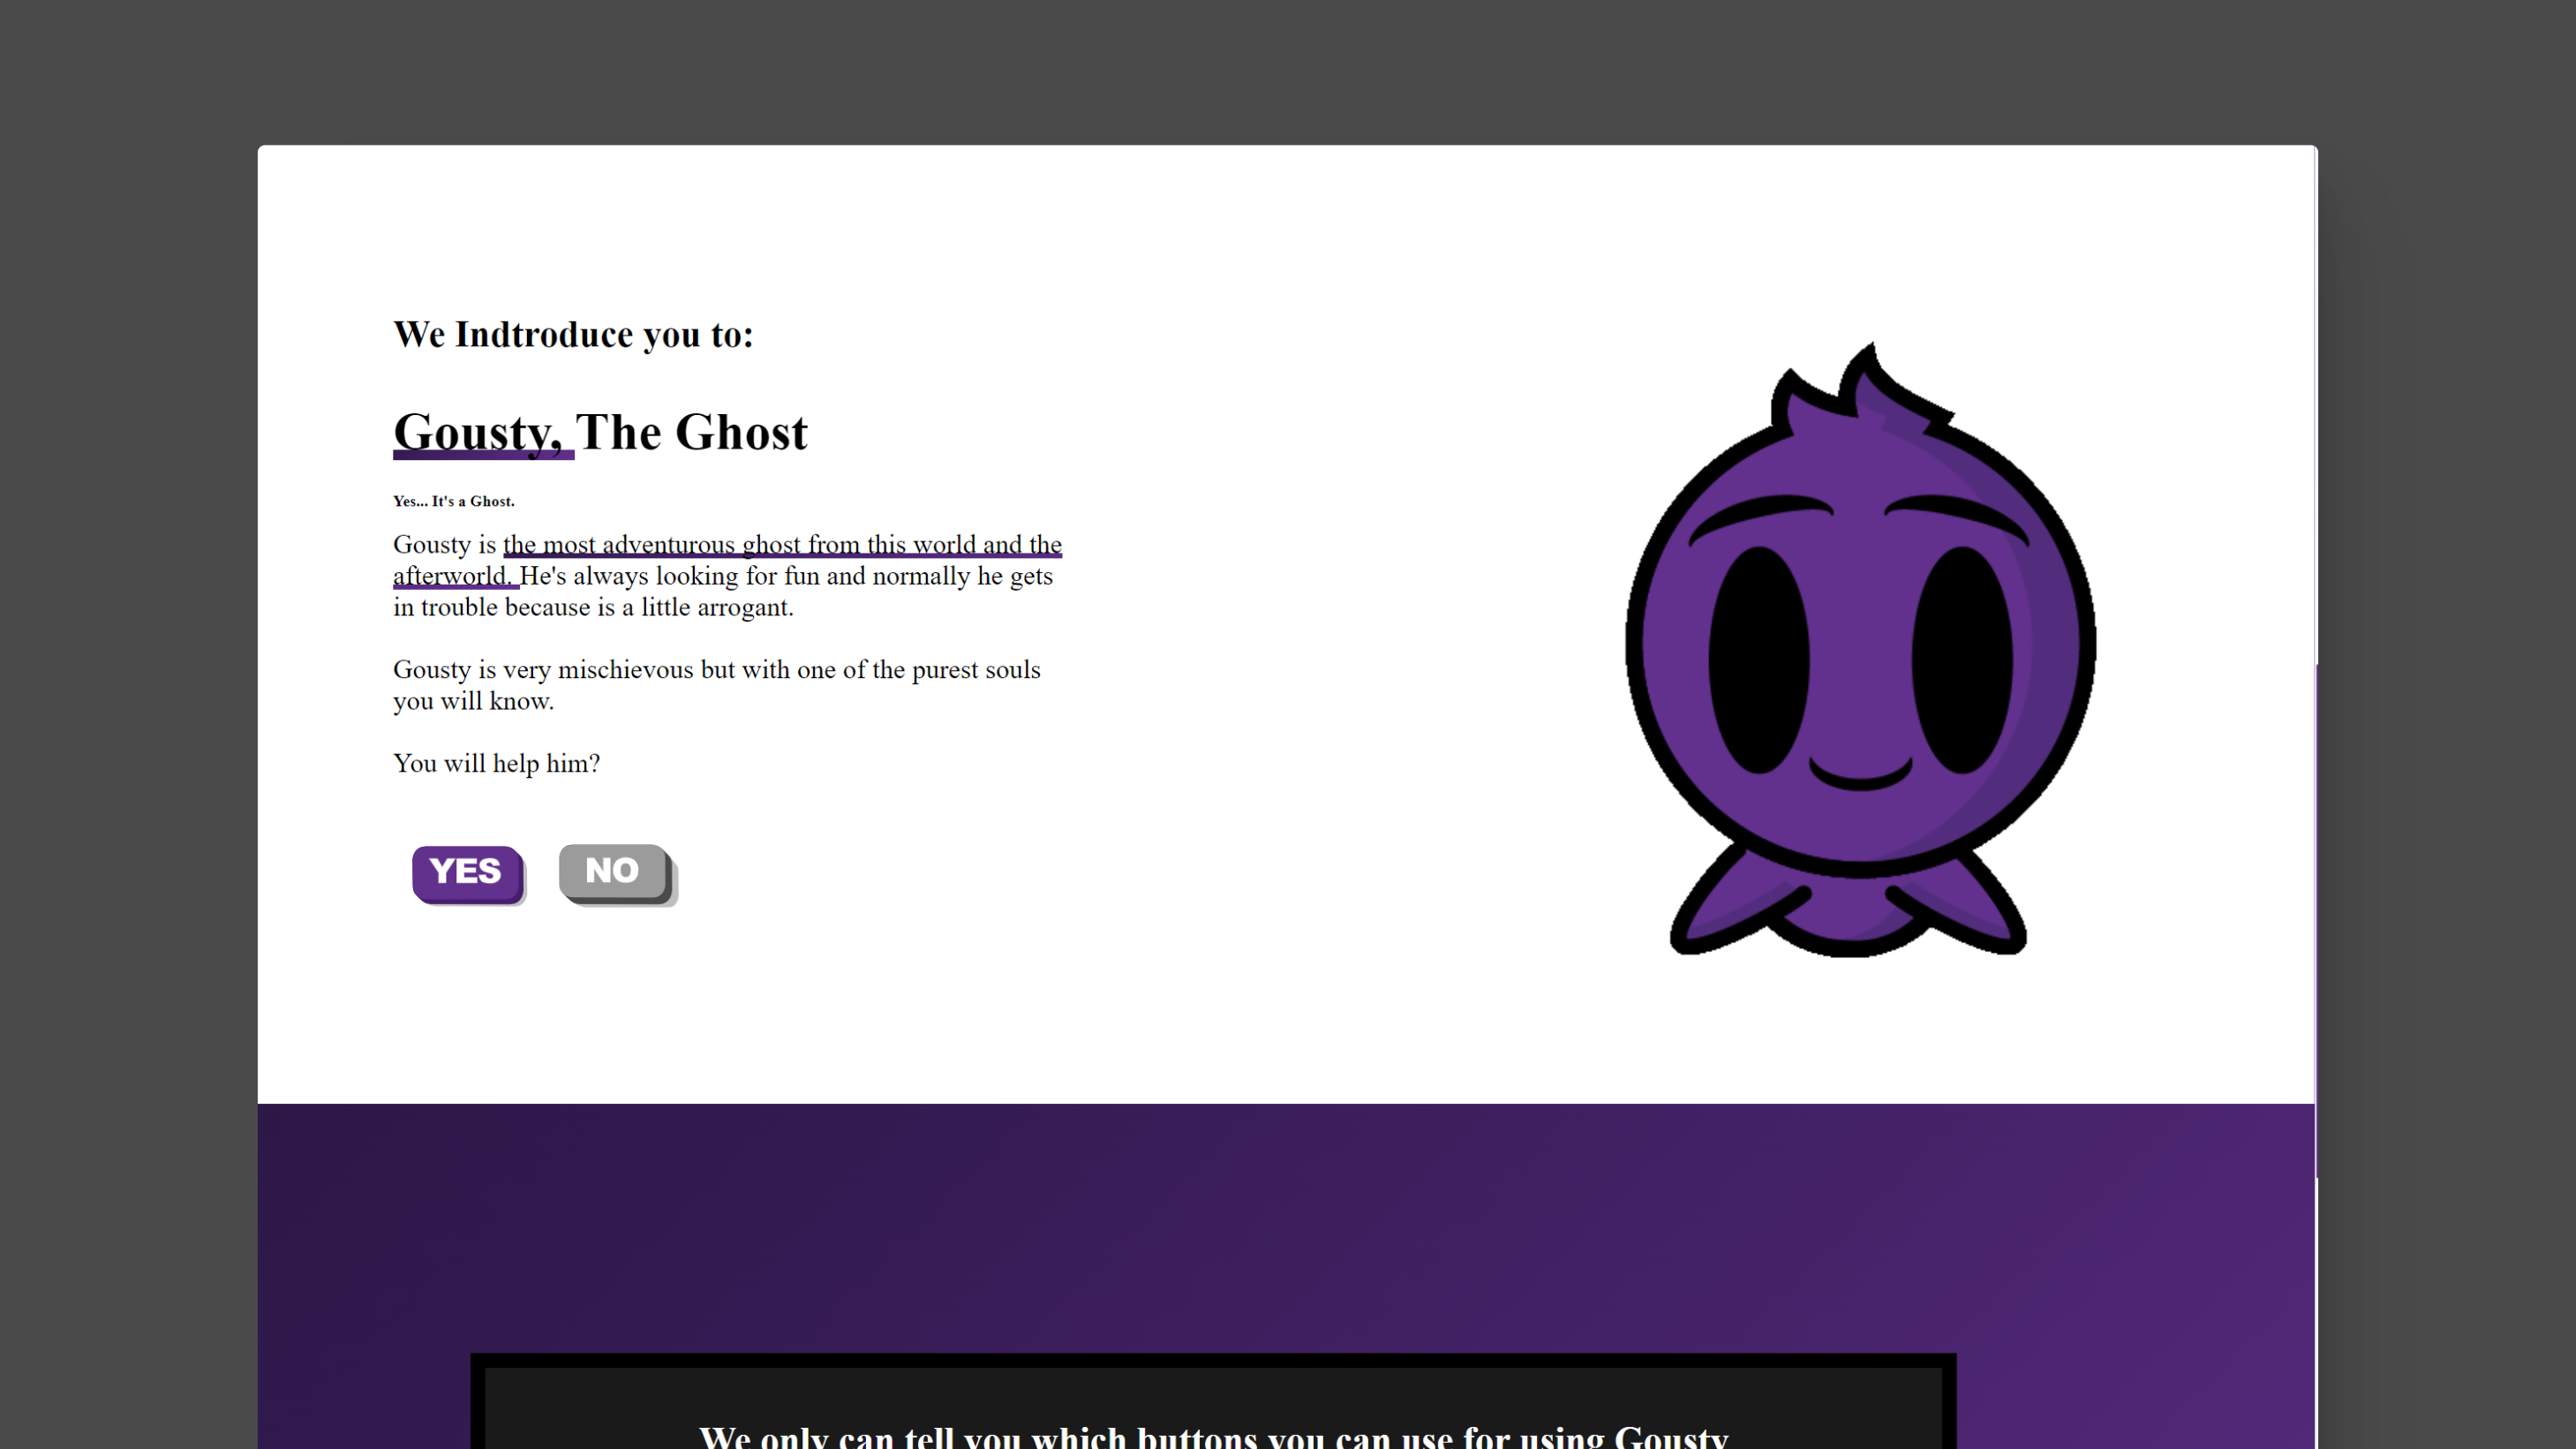 We Indtroduce you to:
Gousty, The Ghost
Yes... It's a Ghost.
Gousty is the most adventurous ghost from this world and the
afterworld. He's always looking for fun and normally he gets
in trouble because is a little arrogant.
Gousty is very mischievous but with one of the purest souls
you will know.
You will help him?
YES
NO
We only can tell you which buttons you can use for using Gousty